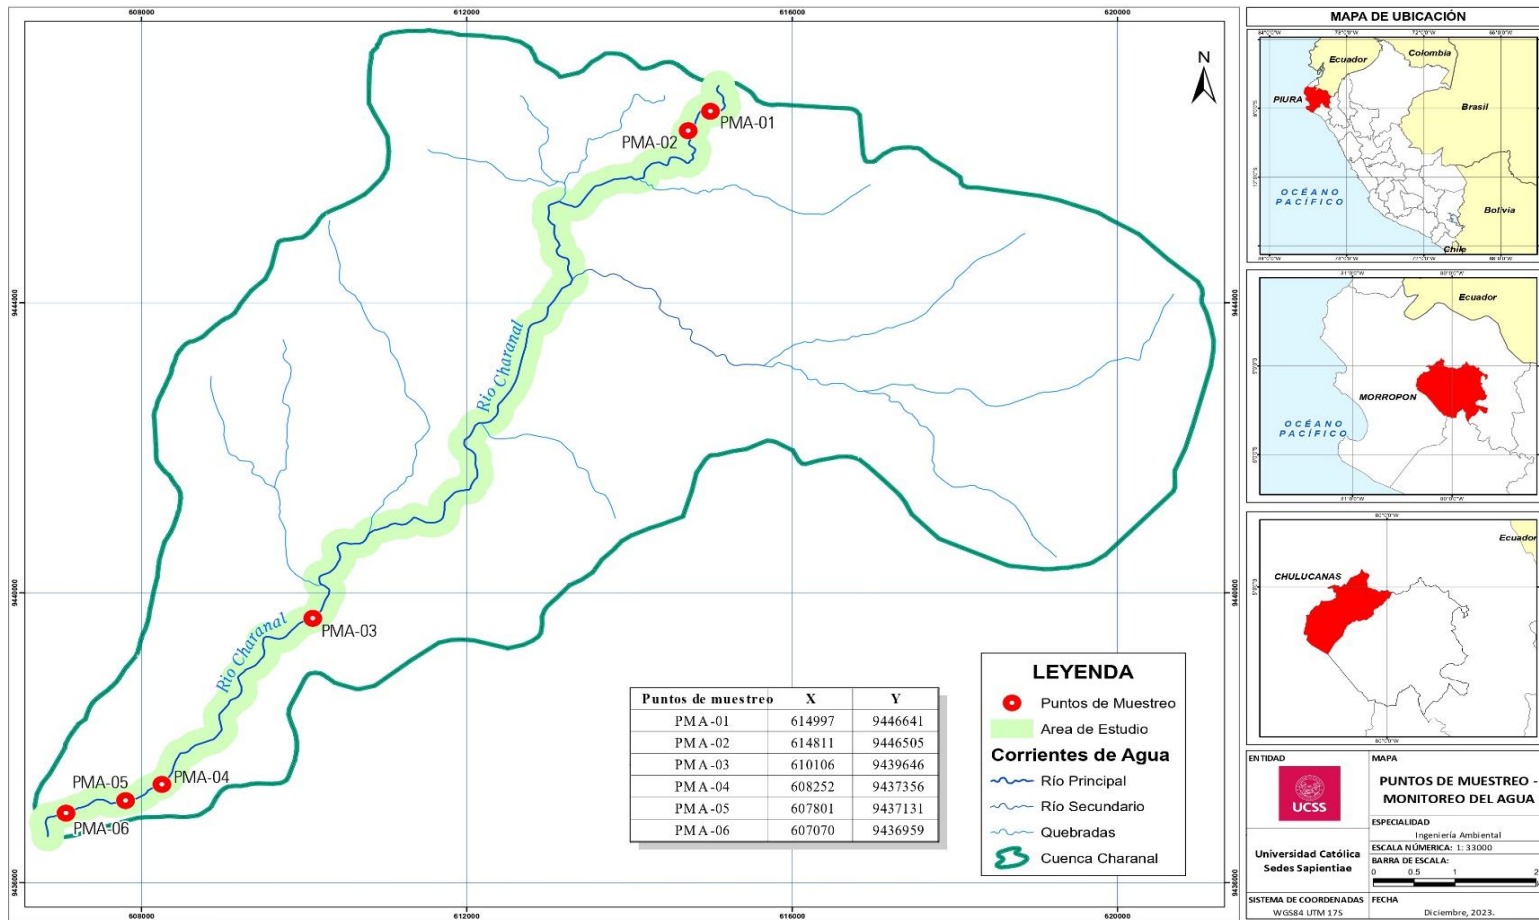 608000
612000
616000
620000
9444000
9440000
9436000
9444000
9440000
9436000
608000
612000
616000
620000
N
PMA-01
PMA-02
Rio Charanal
PMA-03
Rio Charanal
PMA-04
PMA-05
PMA-06
Puntos de muestreo X Y
PMA-01 614997 9446641
PMA-02 614811 9446505
PMA-03 610106 9439646
PMA-04 608252 9437356
PMA-05 607801 9437131
PMA-06 607070 9436959
LEYENDA
Puntos de Muestreo
Area de Estudio
Corrientes de Agua
Río Principal
Río Secundario
Quebradas
Cuenca Charanal
MAPA DE UBICACIÓN
Ecuador
Colombia
PIURA
Brasil
OCÉANO
PACÍFICO
Bolivia
Chile
Ecuador
MORROPON
OCÉANO
PACÍFICO
Ecuador
CHULUCANAS
ENTIDAD
UCSS
Universidad Católica
Sedes Sapientiae
SISTEMA DE COORDENADAS
WGS84 UTM 17S
MAPA
PUNTOS DE MUESTREO -
MONITOREO DEL AGUA
ESPECIALIDAD
Ingeniería Ambiental
ESCALA NÚMERICA: 1:33000
BARRA DE ESCALA:
0 0.5 1 2
FECHA
Diciembre, 2023.